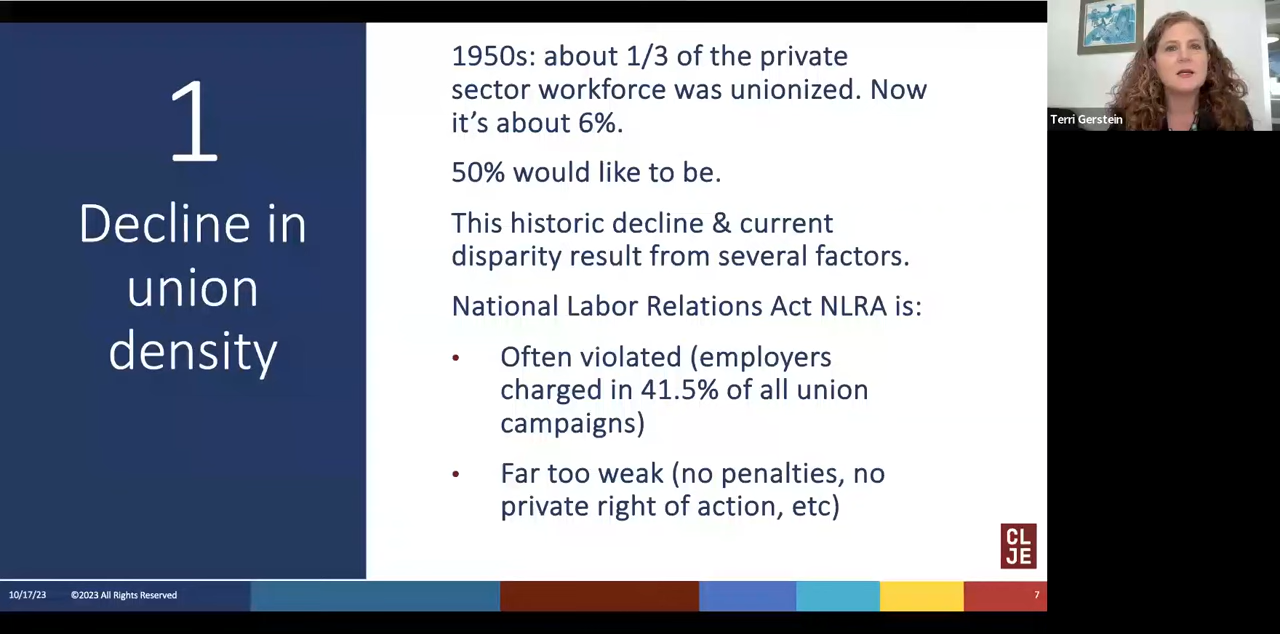 1
Decline in
union
density
1950s: about 1/3 of the private
sector workforce was unionized. Now
it’s about 6%.
50% would like to be.
This historic decline & current
disparity result from several factors.
National Labor Relations Act NLRA is:
• Often violated (employers
charged in 41.5% of all union
campaigns)
• Far too weak (no penalties, no
private right of action, etc)
CL
JE
10/17/23 ©2023 All Rights Reserved 7
Terri Gerstein